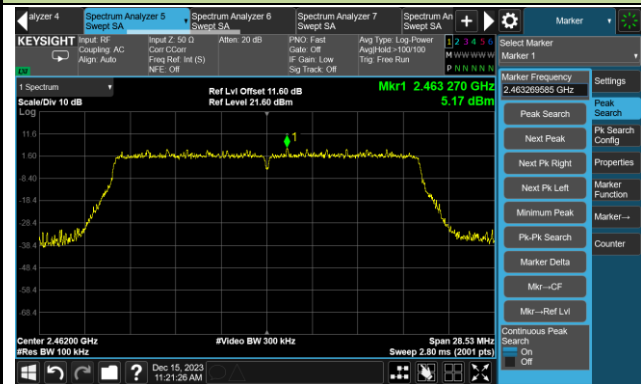 alyzer 4
Spectrum Analyzer 5
Swept SA
Spectrum Analyzer 6
Swept SA
Spectrum Analyzer 7
Swept SA
Spectrum An
Swept SA
Marker
KEYSIGHT
Input: RF
Coupling: AC
Align: Auto
Input Z: 50 Ω
Corr CCorr
Freq Ref: Int (S)
NFE: Off
Atten: 20 dB
PNO: Fast
Gate: Off
IF Gain: Low
Sig Track: Off
Avg Type: Log-Power
Avg|Hold:>100/100
Trig: Free Run
1 2 3 4 5 6
M W W W W W
P N N N N N
Select Marker
Marker 1
LXI
1 Spectrum
Scale/Div 10 dB
Log
Ref Lvl Offset 11.60 dB
Ref Level 21.60 dBm
Mkr1 2.463 270 GHz
5.17 dBm
1
11.6
1.60
-8.40
-18.4
-28.4
-38.4
-48.4
-58.4
-68.4
Center 2.46200 GHz
#Res BW 100 kHz
#Video BW 300 kHz
Span 28.53 MHz
Sweep 2.80 ms (2001 pts)
Marker Frequency
2.463269585 GHz
Peak Search
Next Peak
Next Pk Right
Next Pk Left
Minimum Peak
Pk-Pk Search
Marker Delta
Mkr→CF
Mkr→Ref Lvl
Continuous Peak
Search
On
Off
Settings
Peak
Search
Pk Search
Config
Properties
Marker
Function
Marker→
Counter
Dec 15, 2023
11:21:26 AM